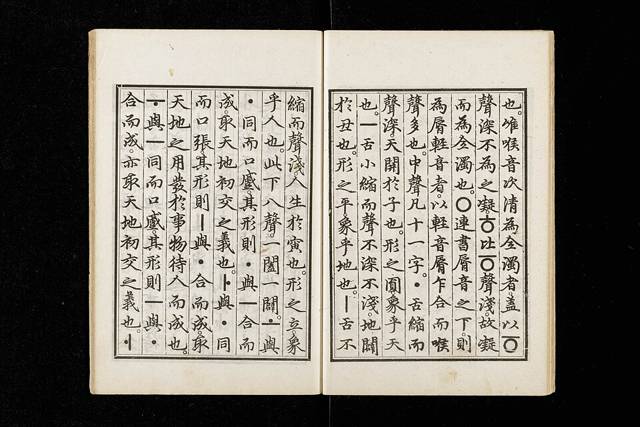 也。唯喉音次清為全濁者。盖以ㆆ
聲深不為之凝。ㅎ比ㆆ聲淺。故凝
而為全濁也。ㅇ連書脣音之下。則
為脣輕音者。以輕音脣乍合而喉
聲多也。中聲凡十一字。ㆍ舌縮而
聲深。天開於子也。形之圓。象乎天
也。ㅡ舌小縮而聲不深不淺。地闢
於丑也。形之平。象乎地也。ㅣ舌不
縮而聲淺。人生於寅也。形之立。象
乎人也。此下八聲。一闔一闢。ㅗ與
ㆍ同而口蹙。其形則ㆍ與ㅡ合而
成。取天地初交之義也。ㅏ與ㆍ同
而口張。其形則ㅣ與ㆍ合而成。取
天地之用發於事物待人而成也。
ㅜ與ㅡ同而口蹙。其形則ㅡ與ㆍ
合而成。亦取天地初交之義也。ㅓ